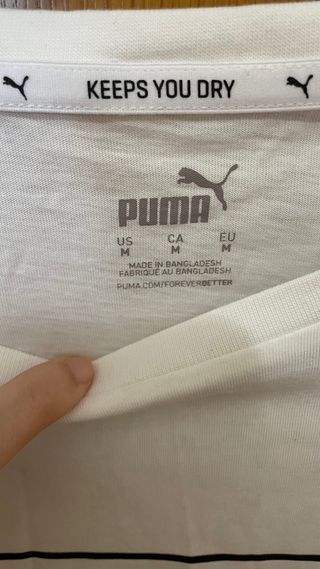 KEEPS YOU DRY
PUMA
US CA EU
M M M
MADE IN BANGLADESH
FABRIQUÉ AU BANGLADESH
PUMA.COM/FOREVERBETTER